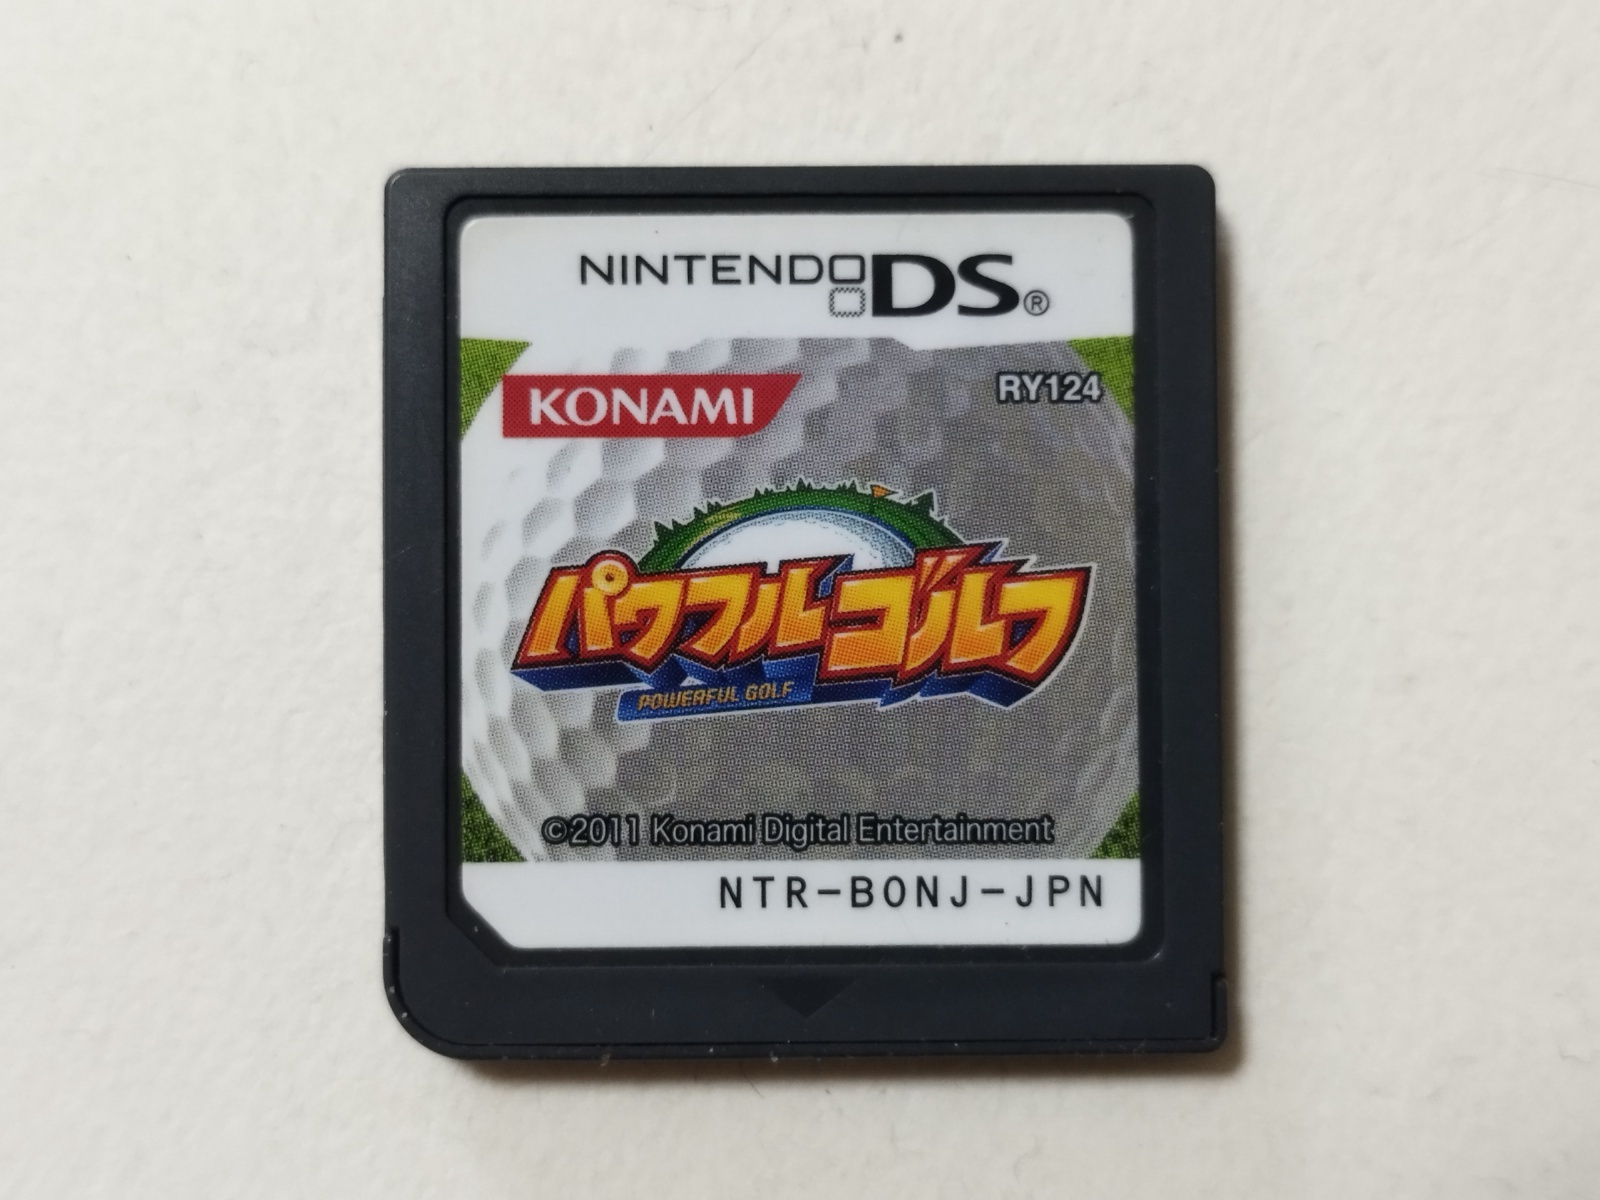 NINTENDO DS®
KONAMI
RY124
パワフルゴルフ
POWERFUL GOLF
©2011 Konami Digital Entertainment
NTR-BONJ-JPN